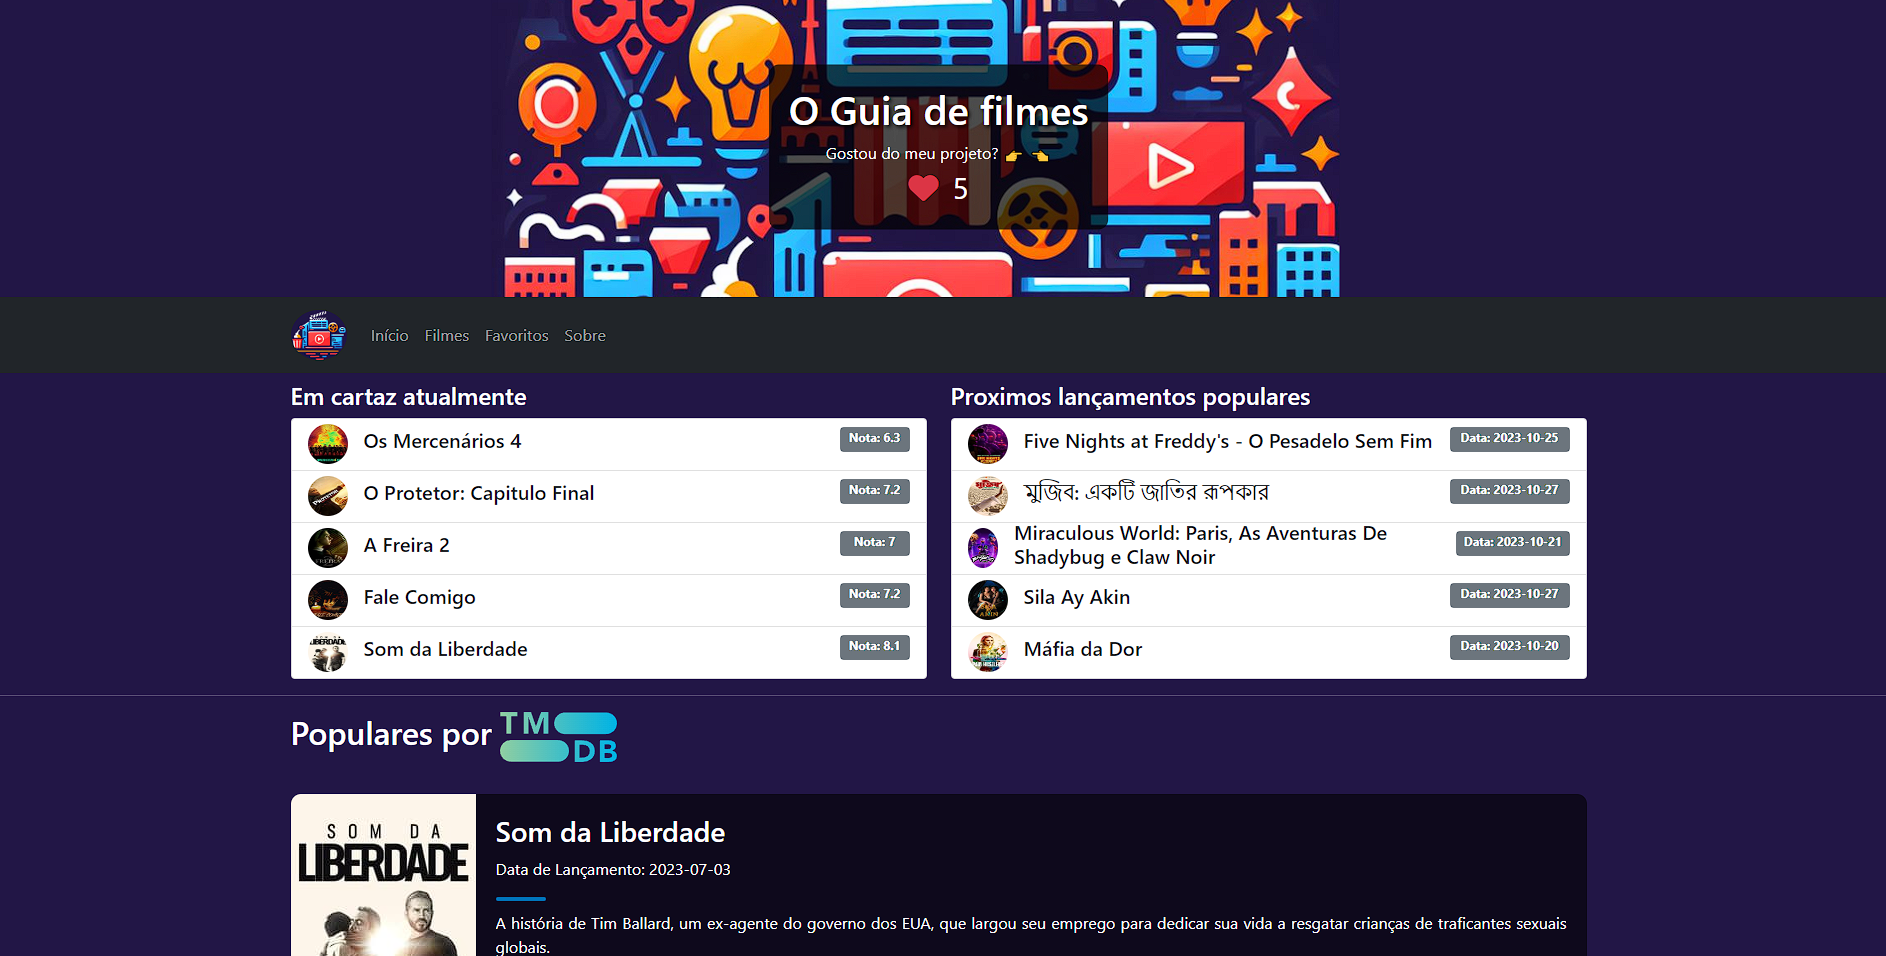 O Guia de filmes
Gostou do meu projeto? 👉 👈
5
Início Filmes Favoritos Sobre
Em cartaz atualmente
Os Mercenários 4 Nota: 6.3
O Protetor: Capitulo Final Nota: 7.2
A Freira 2 Nota: 7
Fale Comigo Nota: 7.2
Som da Liberdade Nota: 8.1
Proximos lançamentos populares
Five Nights at Freddy's - O Pesadelo Sem Fim Data: 2023-10-25
মুজিব: একটি জাতির রূপকার Data: 2023-10-27
Miraculous World: Paris, As Aventuras De
Shadybug e Claw Noir Data: 2023-10-21
Sila Ay Akin Data: 2023-10-27
Máfia da Dor Data: 2023-10-20
Populares por TM
DB
SOM DA
LIBERDADE
Som da Liberdade
Data de Lançamento: 2023-07-03
A história de Tim Ballard, um ex-agente do governo dos EUA, que largou seu emprego para dedicar sua vida a resgatar crianças de traficantes sexuais
globais.